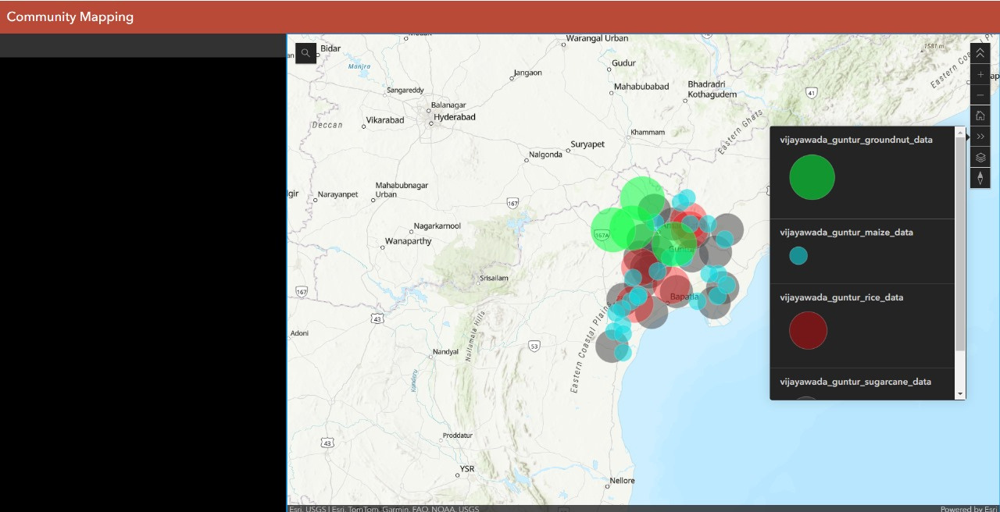 Community Mapping
Warangal Urban
1581 m
Bidar
Manjra
Gudur
Jangaon
Mahabubabad
Bhadradri
Kothagudem
Sangareddy
41
Balanagar
Hyderabad
Vikarabad
Deccan
Eastern Ghats
Khammam
Suryapet
Nalgonda
Mahabubnagar
Urban
Narayanpet
167
Nagarkarnool
167A
Wanaparthy
Srisailam
167
Bapatla
43
Adoni
Nallamala Hills
Eastern Coastal Plains
53
Nandyal
Kunderu
Proddatur
43
YSR
Nellore
vijayawada_guntur_groundnut_data
vijayawada_guntur_maize_data
vijayawada_guntur_rice_data
vijayawada_guntur_sugarcane_data
Esri, USGS | Esri, TomTom, Garmin, FAO, NOAA, USGS
Powered by Esri